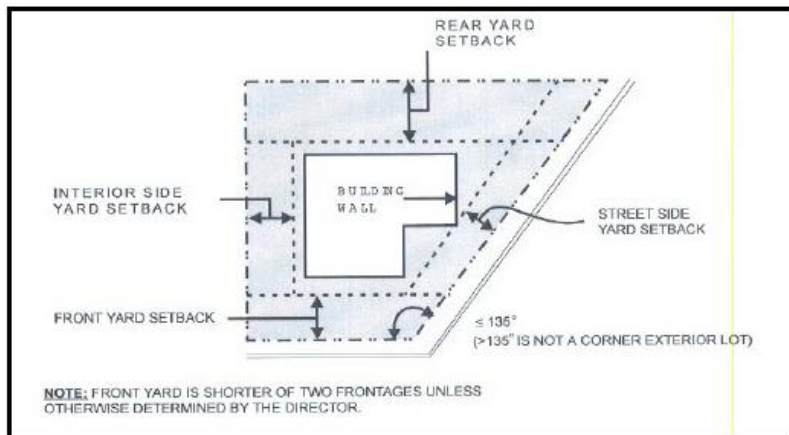 REAR YARD
SETBACK
INTERIOR SIDE
YARD SETBACK
BUILDING
WALL
STREET SIDE
YARD SETBACK
FRONT YARD SETBACK
≤ 135°
(>135° IS NOT A CORNER EXTERIOR LOT)
NOTE: FRONT YARD IS SHORTER OF TWO FRONTAGES UNLESS
OTHERWISE DETERMINED BY THE DIRECTOR.